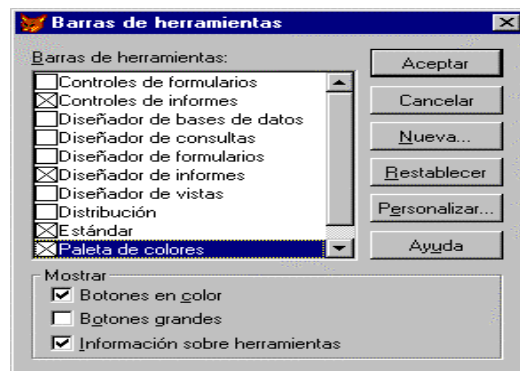 Barras de herramientas
Barras de herramientas:
Controles de formularios
Controles de informes
Diseñador de bases de datos
Diseñador de consultas
Diseñador de formularios
Diseñador de informes
Diseñador de vistas
Distribución
Estándar
Paleta de colores
Aceptar
Cancelar
Nueva...
Restablecer
Personalizar...
Ayuda
Mostrar
Botones en color
Botones grandes
Información sobre herramientas